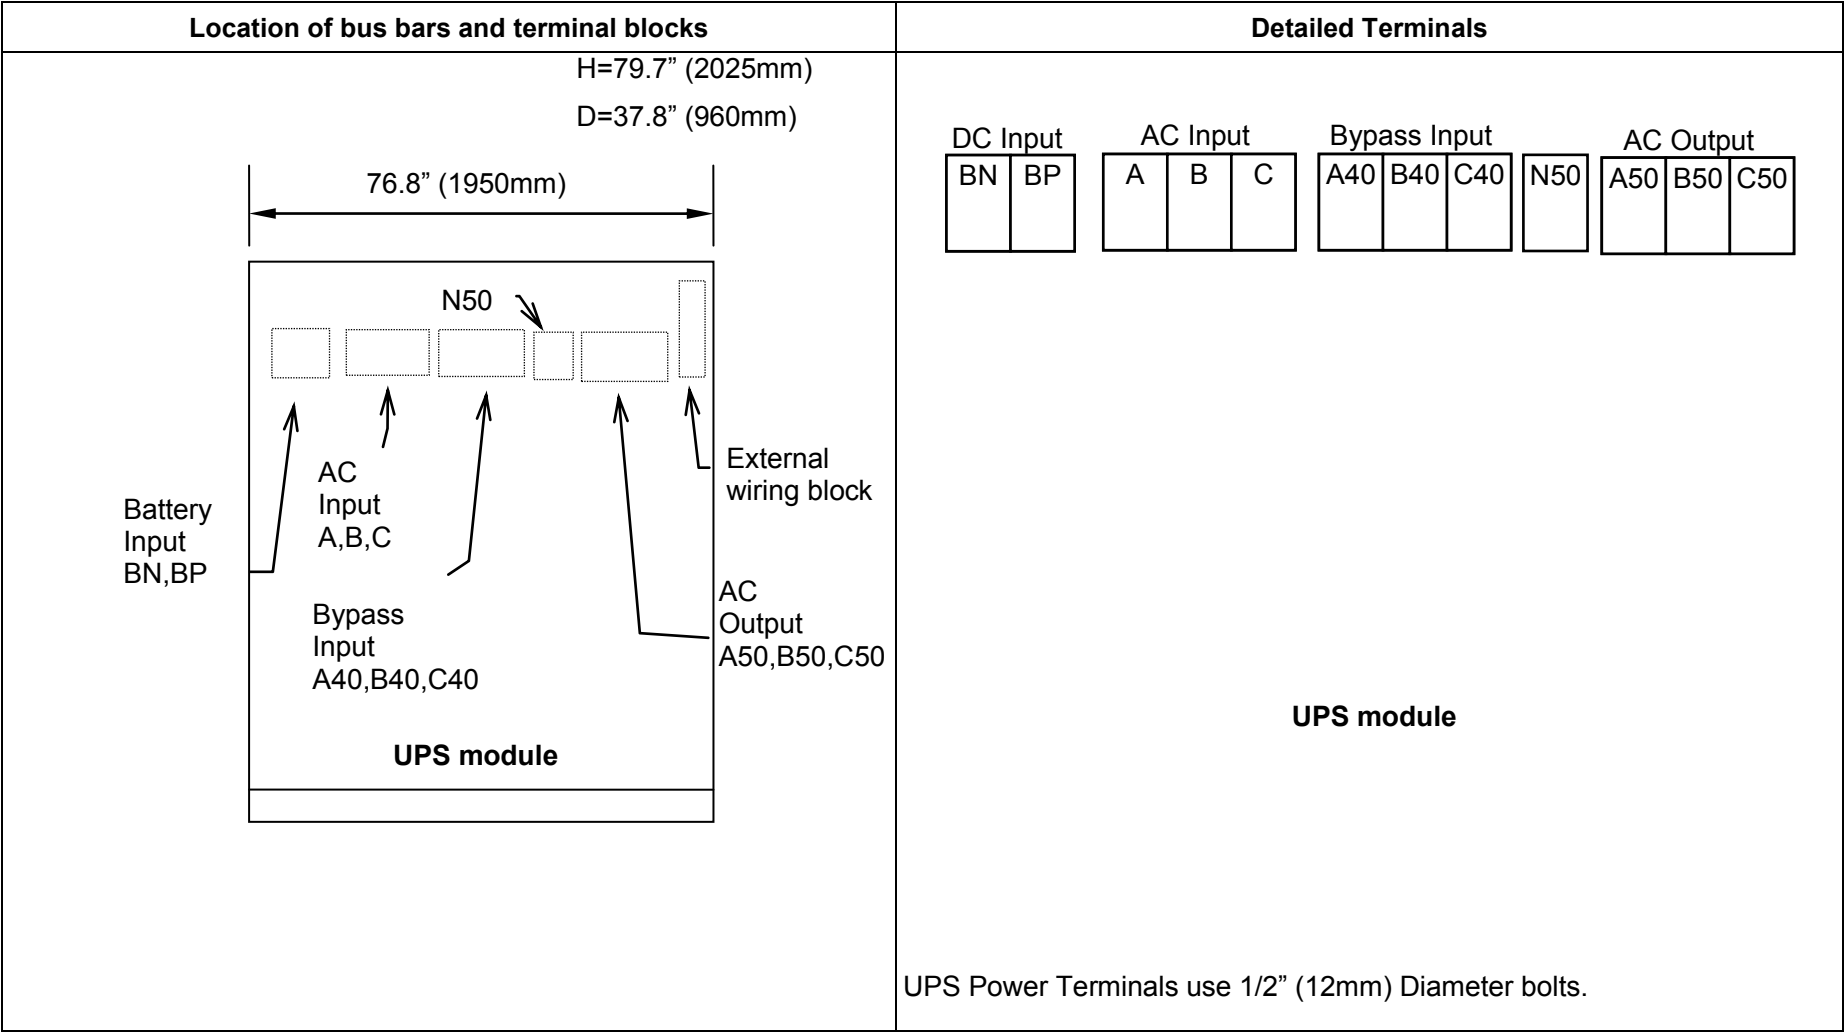 Location of bus bars and terminal blocks
Detailed Terminals
H=79.7” (2025mm)
D=37.8” (960mm)
76.8” (1950mm)
N50
AC
Input
A,B,C
Battery
Input
BN,BP
External
wiring block
Bypass
Input
A40,B40,C40
AC
Output
A50,B50,C50
UPS module
DC Input
AC Input
Bypass Input
AC Output
BN BP A B C A40 B40 C40 N50 A50 B50 C50
UPS module
UPS Power Terminals use 1/2” (12mm) Diameter bolts.